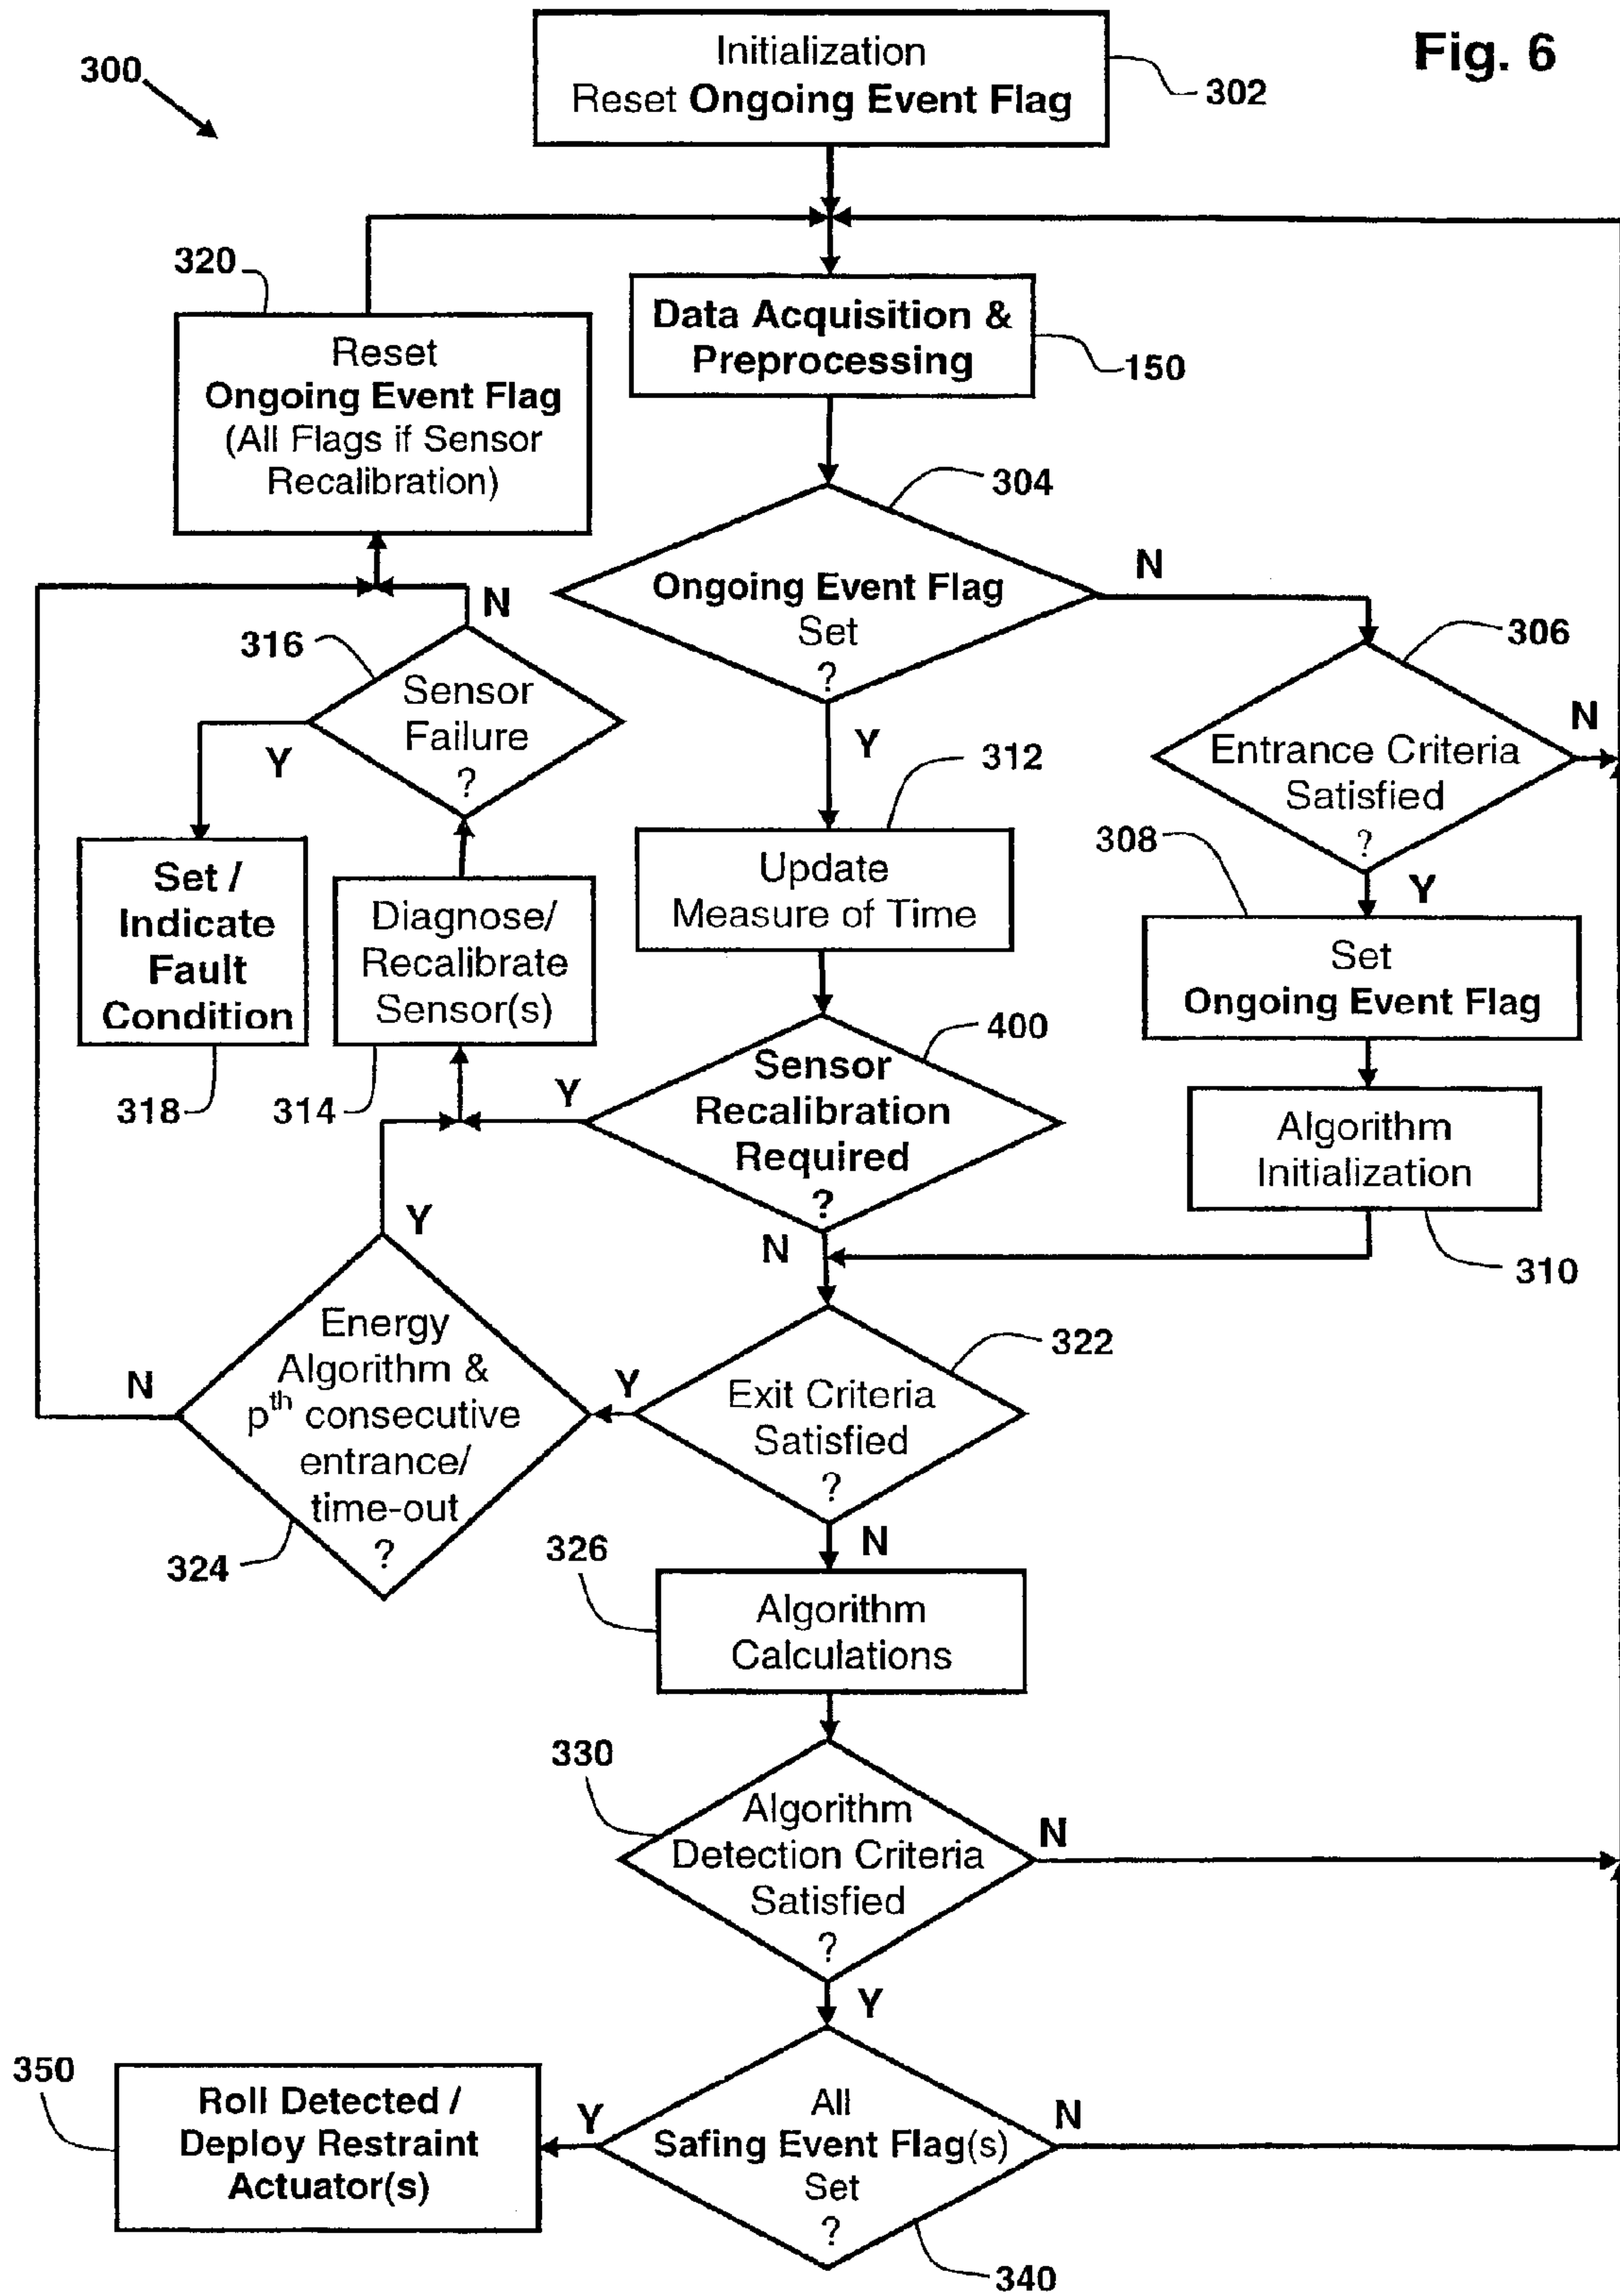 Fig. 6
300
Initialization
Reset Ongoing Event Flag
302
320
Reset
Ongoing Event Flag
(All Flags if Sensor
Recalibration)
Data Acquisition &
Preprocessing
150
304
Ongoing Event Flag
Set
?
N
Y
306
Entrance Criteria
Satisfied
?
N
Y
316
Sensor
Failure
?
N
Y
312
Update
Measure of Time
308
Set
Ongoing Event Flag
Set /
Indicate
Fault
Condition
318
Diagnose/
Recalibrate
Sensor(s)
314
400
Sensor
Recalibration
Required
?
Y
N
Algorithm
Initialization
310
Y
Energy
Algorithm &
pth consecutive
entrance/
time-out
?
N
324
322
Exit Criteria
Satisfied
?
Y
N
326
Algorithm
Calculations
330
Algorithm
Detection Criteria
Satisfied
?
N
Y
350
Roll Detected /
Deploy Restraint
Actuator(s)
Y
All
Safing Event Flag(s)
Set
?
N
340